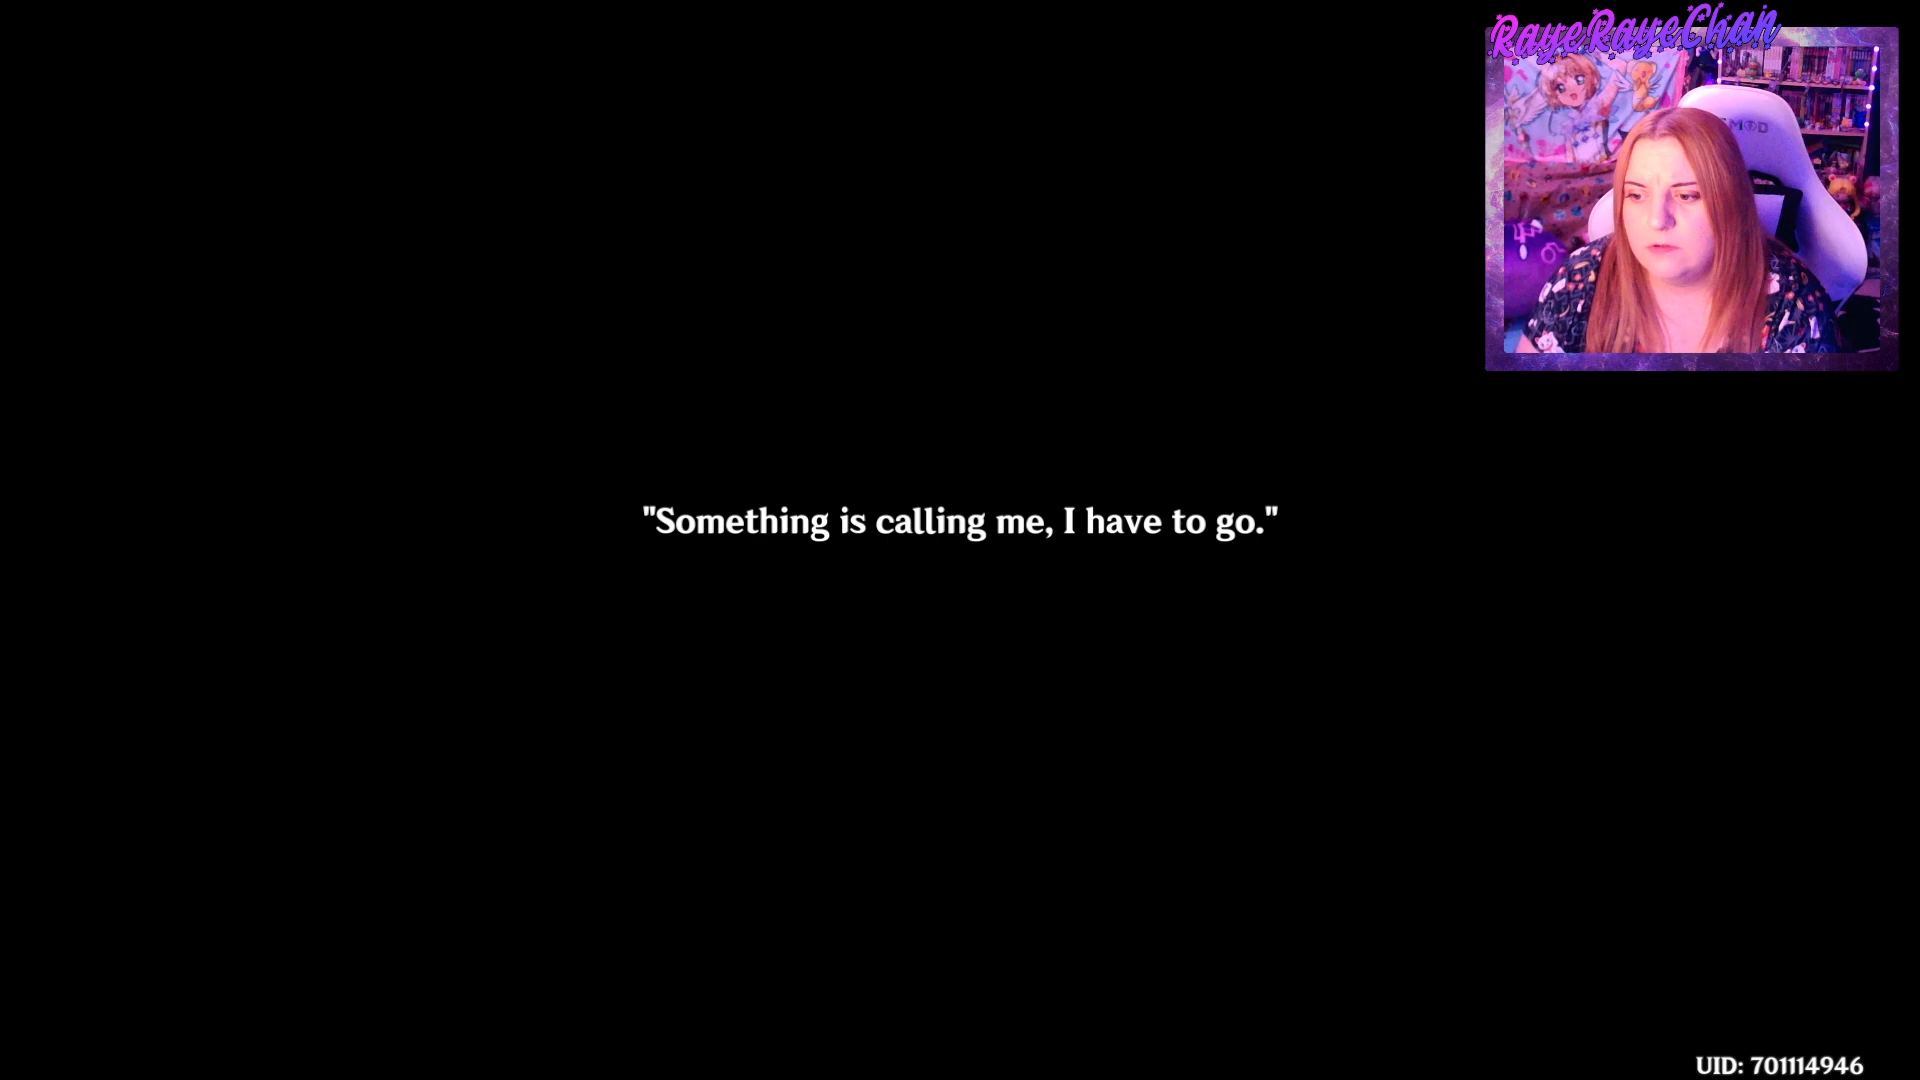 RayeRayeChan
"Something is calling me, I have to go."
UID: 701114946